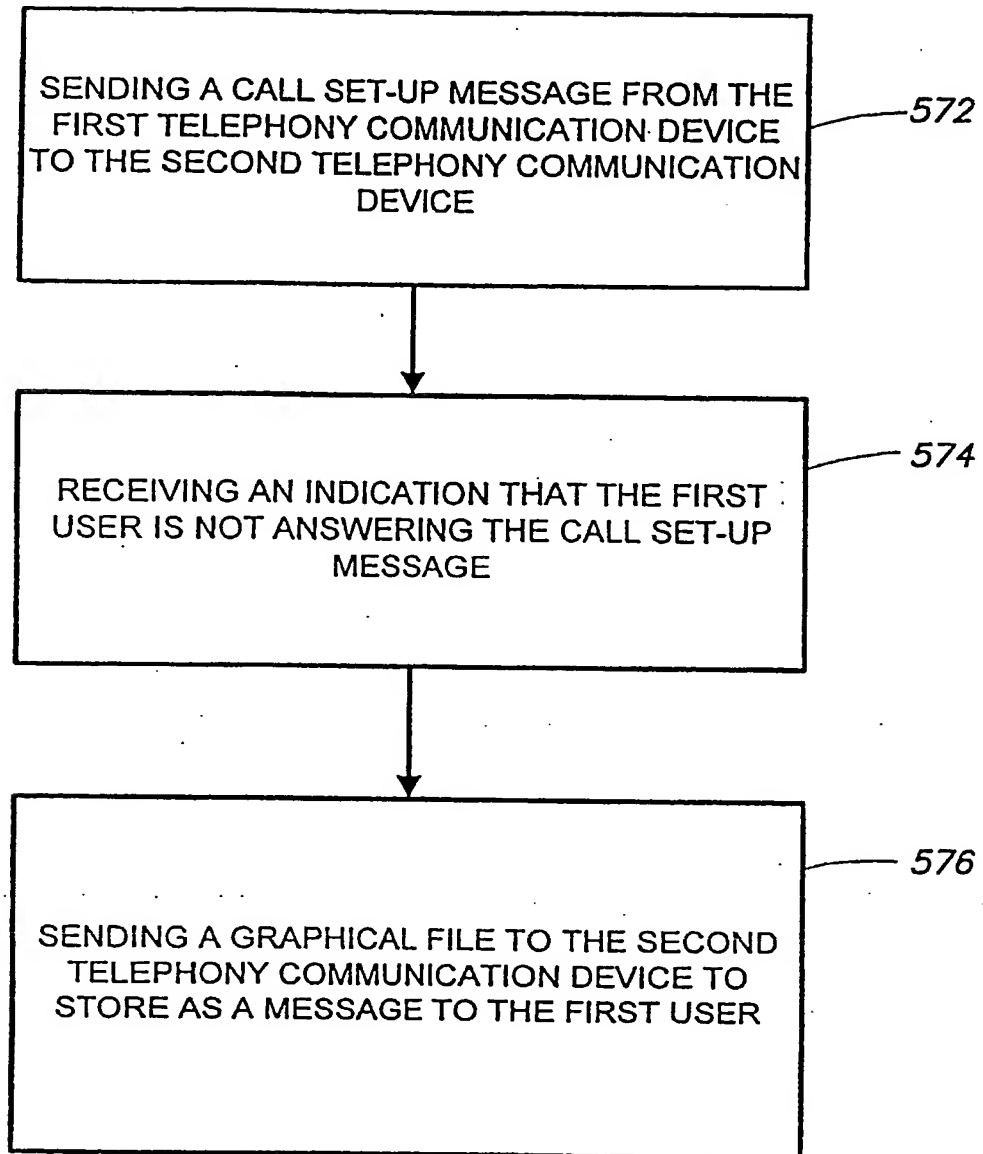 SENDING A CALL SET-UP MESSAGE FROM THE
FIRST TELEPHONY COMMUNICATION DEVICE
TO THE SECOND TELEPHONY COMMUNICATION
DEVICE
572
RECEIVING AN INDICATION THAT THE FIRST
USER IS NOT ANSWERING THE CALL SET-UP
MESSAGE
574
SENDING A GRAPHICAL FILE TO THE SECOND
TELEPHONY COMMUNICATION DEVICE TO
STORE AS A MESSAGE TO THE FIRST USER
576